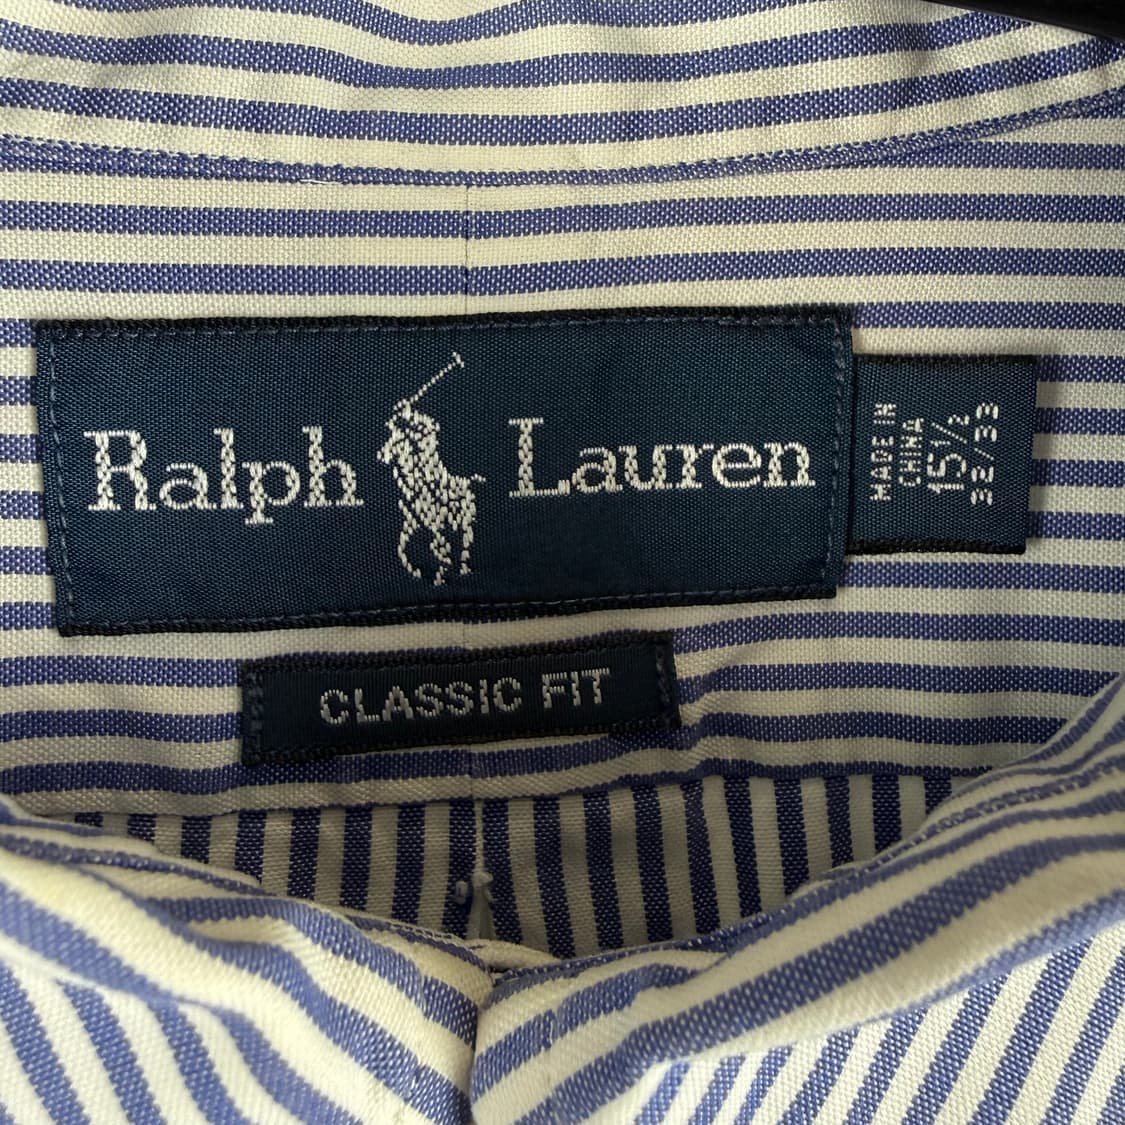 Ralph Lauren
MADE IN
CHINA
15½
32/33
CLASSIC FIT